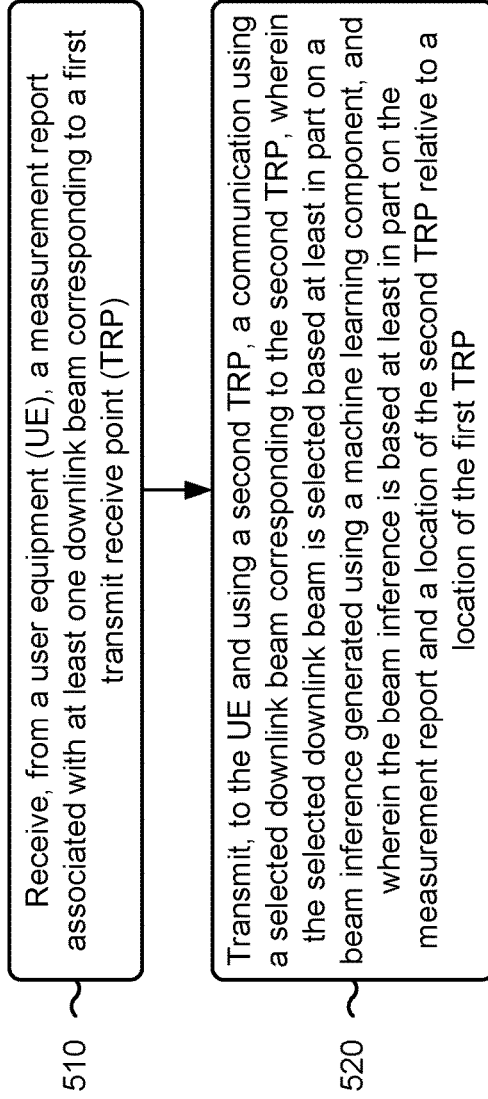 510
Receive, from a user equipment (UE), a measurement report
associated with at least one downlink beam corresponding to a first
transmit receive point (TRP)
520
Transmit, to the UE and using a second TRP, a communication using
a selected downlink beam corresponding to the second TRP, wherein
the selected downlink beam is selected based at least in part on a
beam inference generated using a machine learning component, and
wherein the beam inference is based at least in part on the
measurement report and a location of the second TRP relative to a
location of the first TRP